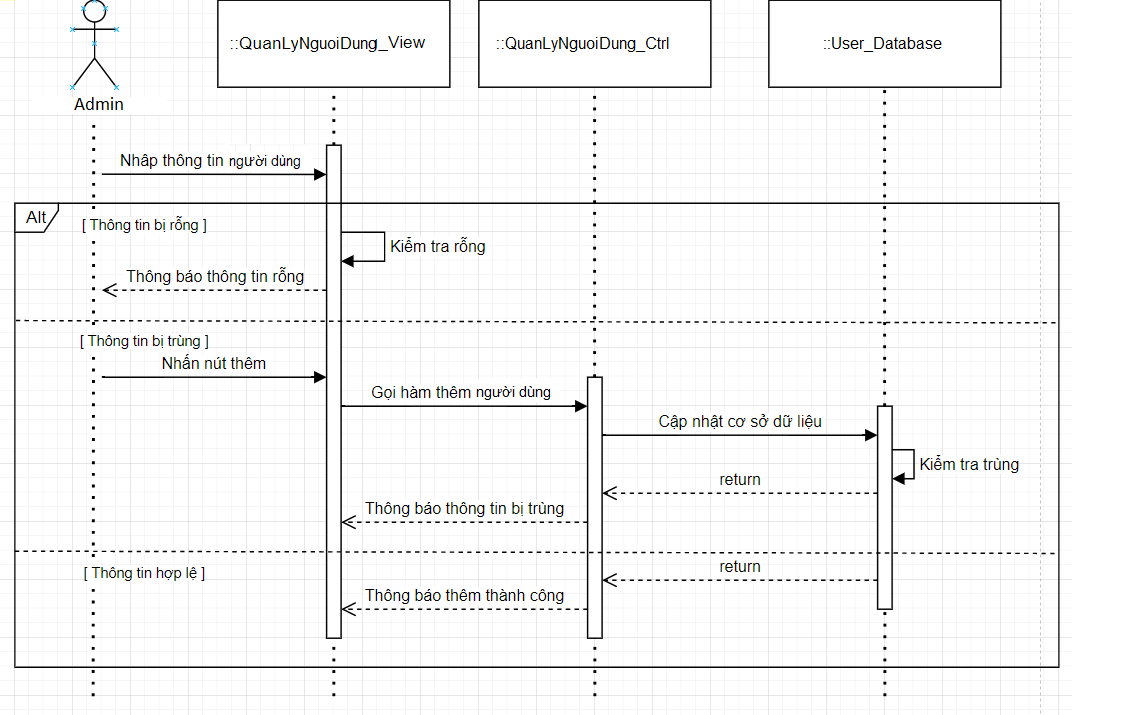 ::QuanLyNguoiDung_View
::QuanLyNguoiDung_Ctrl
::User_Database
Admin
Nhâp thông tin người dùng
Alt
[ Thông tin bị rỗng ]
Kiểm tra rỗng
Thông báo thông tin rỗng
[ Thông tin bị trùng ]
Nhấn nút thêm
Gọi hàm thêm người dùng
Cập nhật cơ sở dữ liệu
Kiểm tra trùng
return
Thông báo thông tin bị trùng
return
[ Thông tin hợp lệ ]
Thông báo thêm thành công